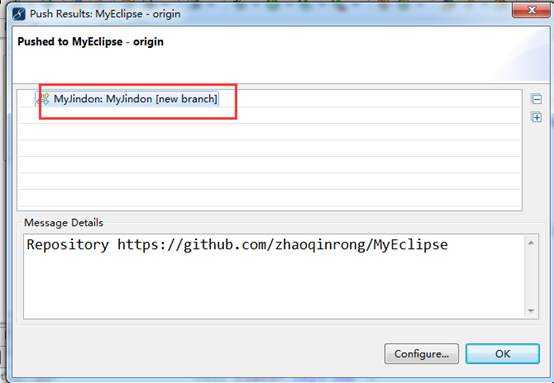 Push Results: MyEclipse - origin
Pushed to MyEclipse - origin
MyJindon: MyJindon [new branch]
Message Details
Repository https://github.com/zhaoqinrong/MyEclipse
Configure...
OK